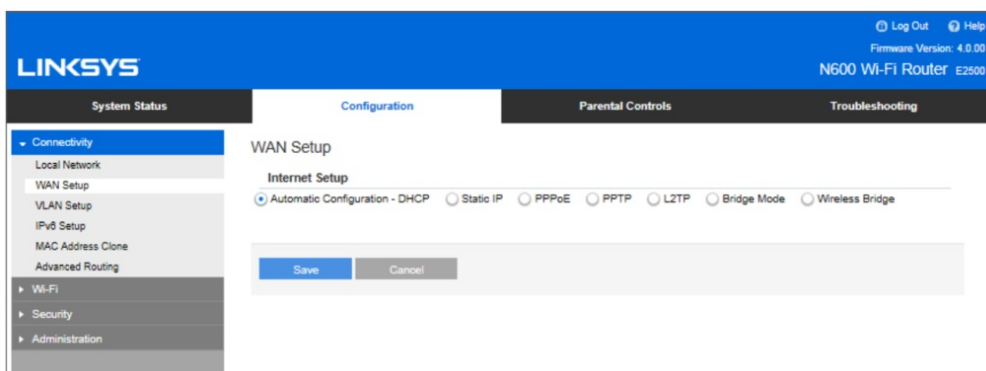 Log Out Help
Firmware Version: 4.0.00
LINKSYS
N600 Wi-Fi Router E2500
System Status Configuration Parental Controls Troubleshooting
Connectivity
Local Network
WAN Setup
VLAN Setup
IPv6 Setup
MAC Address Clone
Advanced Routing
Wi-Fi
Security
Administration
WAN Setup
Internet Setup
Automatic Configuration - DHCP Static IP PPPoE PPTP L2TP Bridge Mode Wireless Bridge
Save Cancel